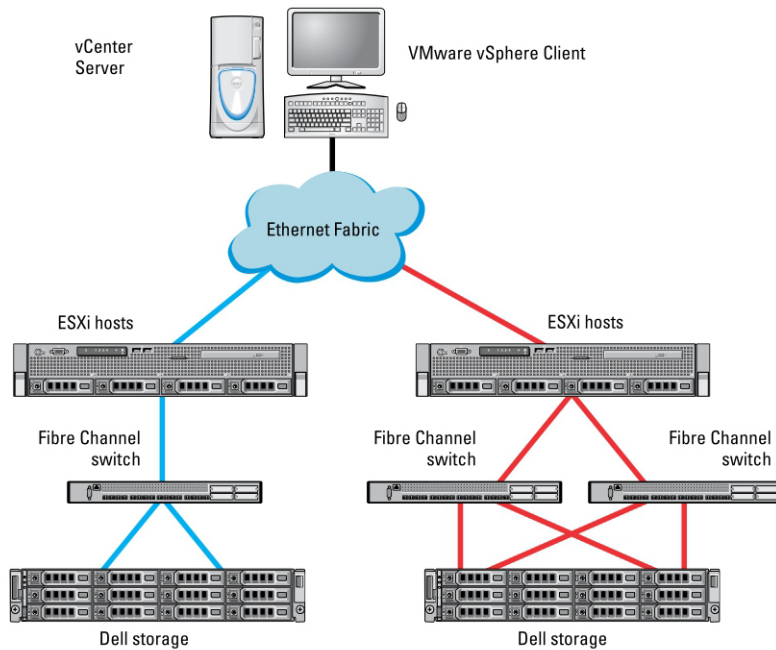 vCenter
Server
VMware vSphere Client
Ethernet Fabric
ESXi hosts
ESXi hosts
Fibre Channel
switch
Fibre Channel
switch
Fibre Channel
switch
Dell storage
Dell storage